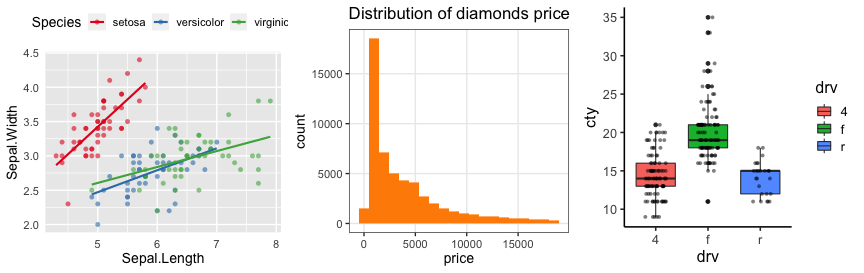 Species setosa versicolor virginic
4.5
4.0
3.5
3.0
2.5
2.0
Sepal.Width
5 6 7 8
Sepal.Length
Distribution of diamonds price
15000
10000
5000
0
count
0 5000 10000 15000
price
35
30
25
20
15
10
cty
4 f r
drv
drv
4
f
r